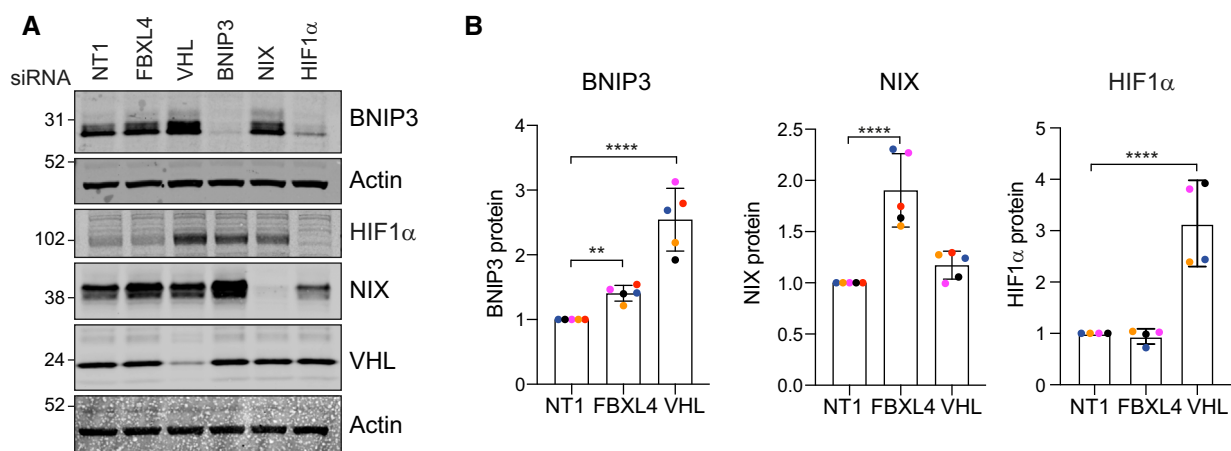 A
siRNA
NT1
FBXL4
VHL
BNIP3
NIX
HIF1α
31
BNIP3
52
Actin
102
HIF1α
38
NIX
24
VHL
52
Actin
B
BNIP3
BNIP3 protein
4
3
2
1
0
**
****
NT1 FBXL4 VHL
NIX
NIX protein
2.5
2.0
1.5
1.0
0.5
0.0
****
NT1 FBXL4 VHL
HIF1α
HIF1α protein
5
4
3
2
1
0
****
NT1 FBXL4 VHL